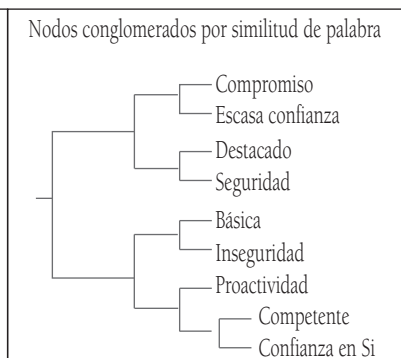 Nodos conglomerados por similitud de palabra
Compromiso
Escasa confianza
Destacado
Seguridad
Básica
Inseguridad
Proactividad
Competente
Confianza en Si